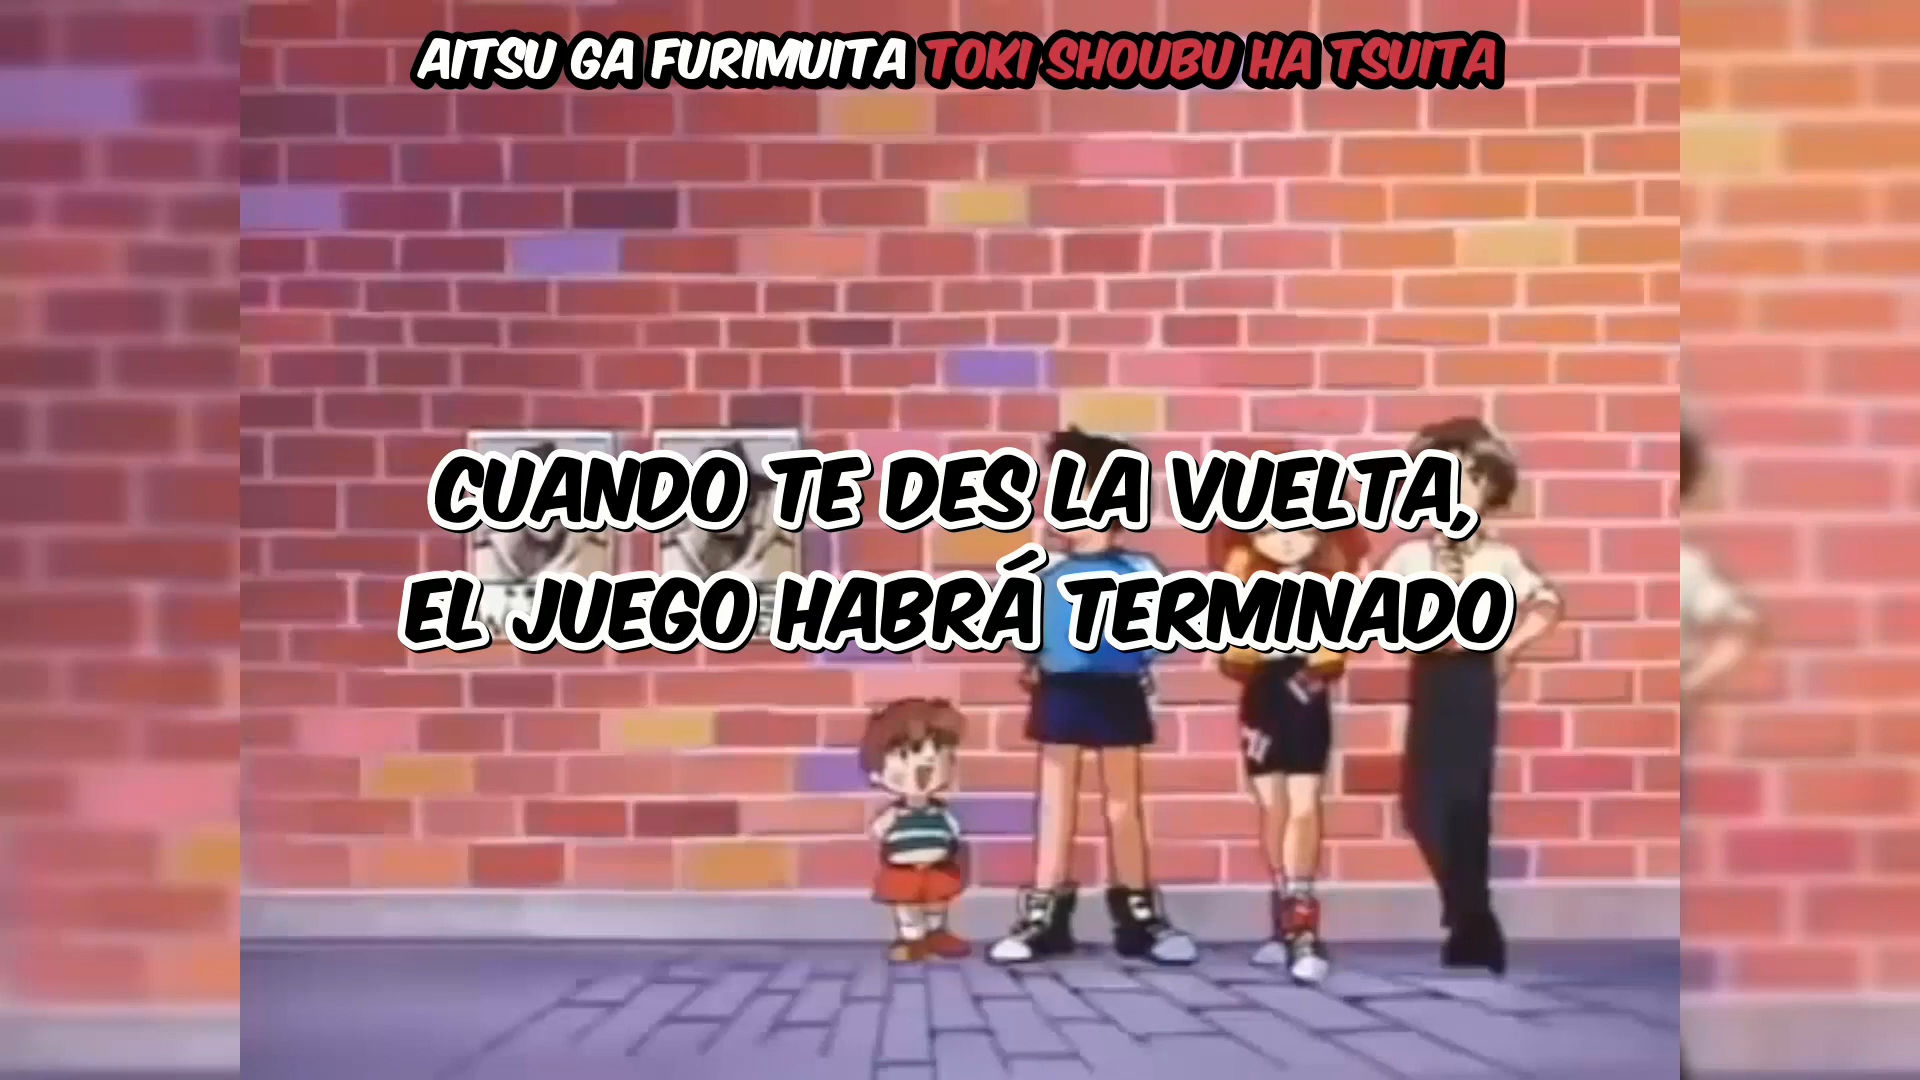 AITSU GA FURIMUITA TOKI SHOUBU HA TSUITA
CUANDO TE DES LA VUELTA,
EL JUEGO HABRÁ TERMINADO